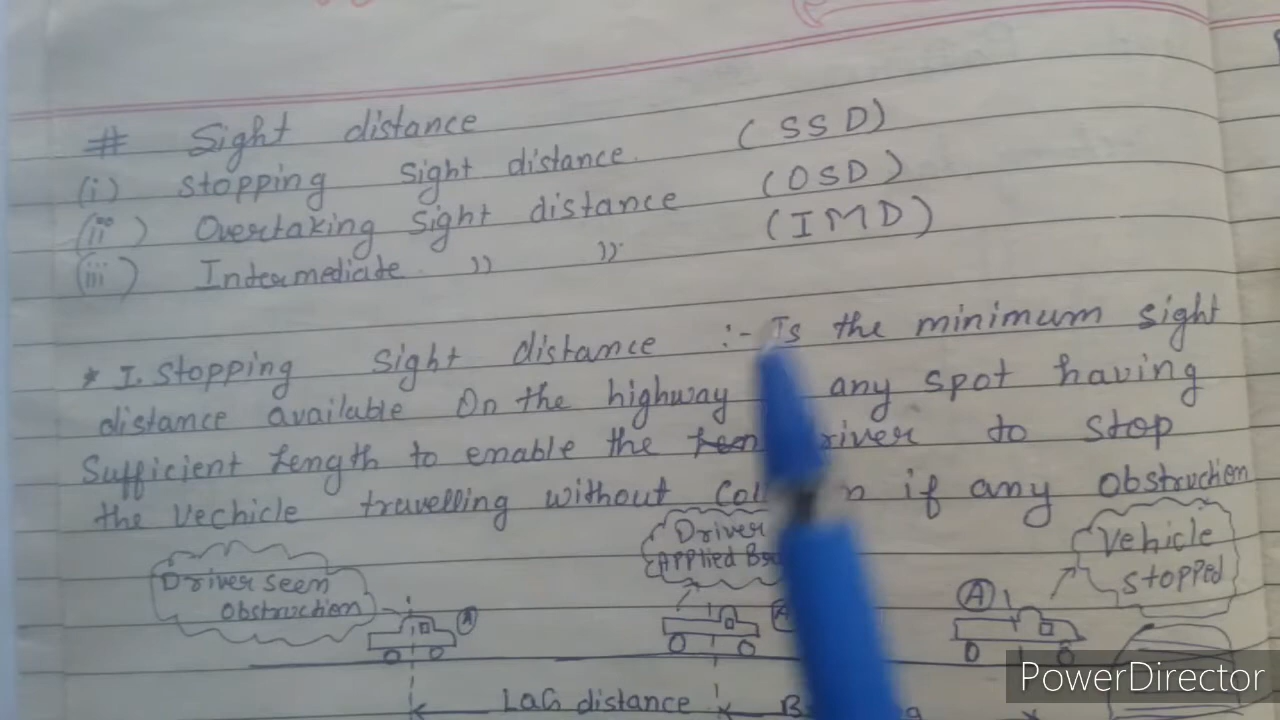 # Sight distance
(i) Stopping Sight distance. (SSD)
(ii) Overtaking Sight distance (OSD)
(iii) Intermediate " " (IMD)
* I. Stopping Sight distance :- Is the minimum sight
distance available On the highway any spot having
Sufficient Length to enable the to stop
the Vechicle travelling without if any obstruction
Driver seen
obstruction
Driver
Applied
Vehicle
stopped
A
A
A
LaG distance
PowerDirector